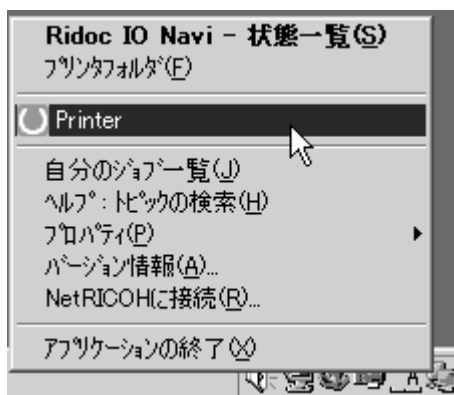 Ridoc IO Navi - 状態一覧(S)
プリンタフォルダ(F)
Printer
自分のジョブ一覧(J)
ヘルプ:トピックの検索(H)
プロパティ(P)
バージョン情報(A)...
NetRICOHに接続(R)...
アプリケーションの終了(X)
A